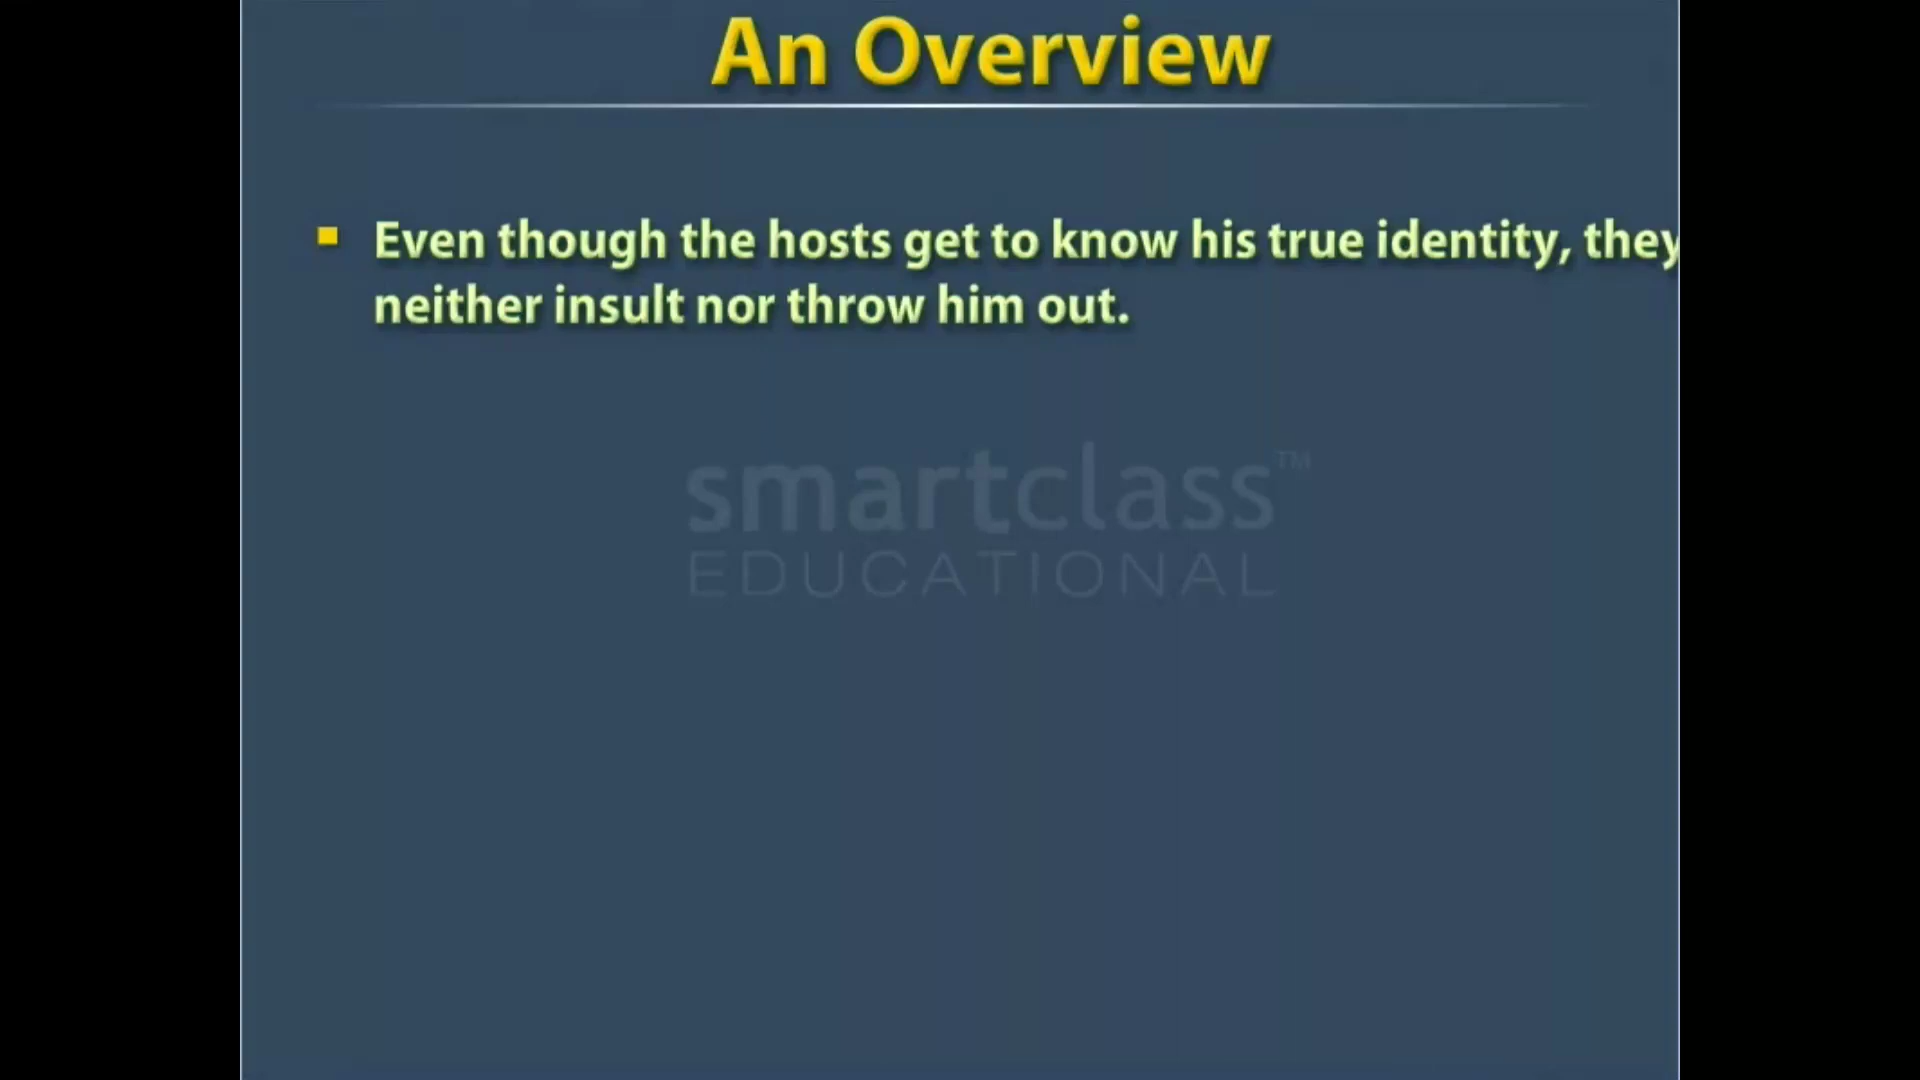 An Overview
Even though the hosts get to know his true identity, they
neither insult nor throw him out.
smartclass™
EDUCATIONAL